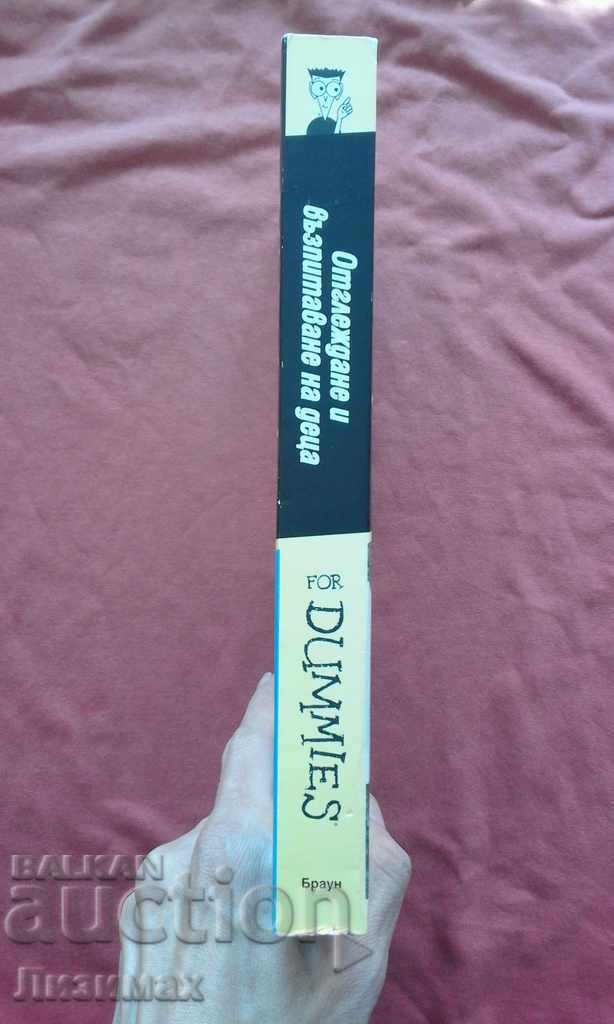 Отглеждане и
възпитаване на деца
FOR
DUMMIES
Браун
BALKAN
auction
Лизимах